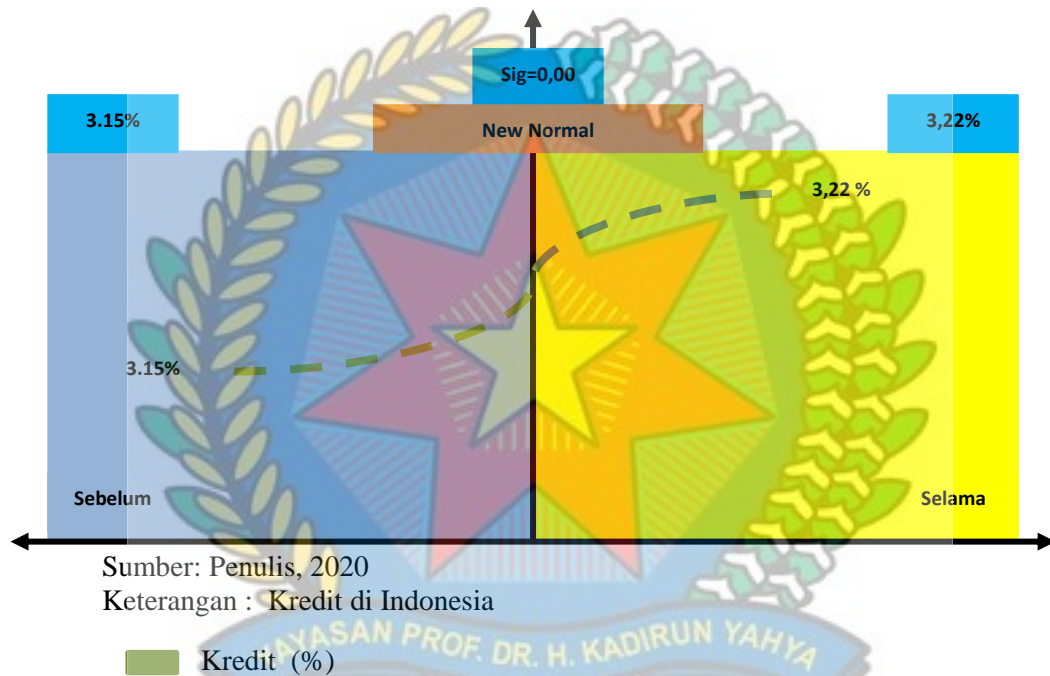 Sig=0,00
3.15%
New Normal
3,22%
3,22 %
3.15%
Sebelum
Selama
Sumber: Penulis, 2020
Keterangan : Kredit di Indonesia
YAYASAN PROF. DR. H. KADIRUN YAHYA
Kredit (%)